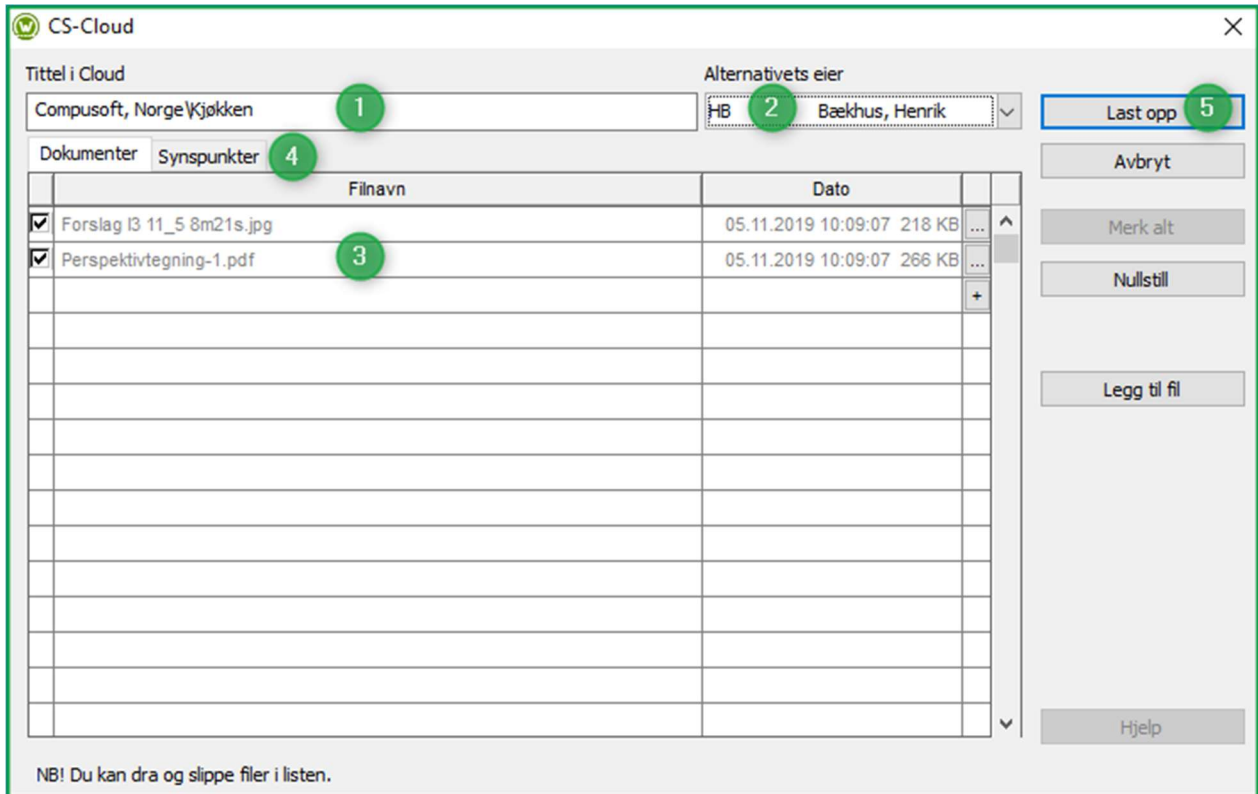 CS-Cloud
Tittel i Cloud
Alternativets eier
Compusoft, Norge\Kjøkken
1
HB 2 Bækhus, Henrik
Last opp 5
Dokumenter
Synspunkter 4
Avbryt
Filnavn
Dato
Forslag I3 11_5 8m21s.jpg
05.11.2019 10:09:07 218 KB ...
Merk alt
Perspektivtegning-1.pdf 3
05.11.2019 10:09:07 266 KB ...
Nullstill
+
Legg til fil
Hjelp
NB! Du kan dra og slippe filer i listen.